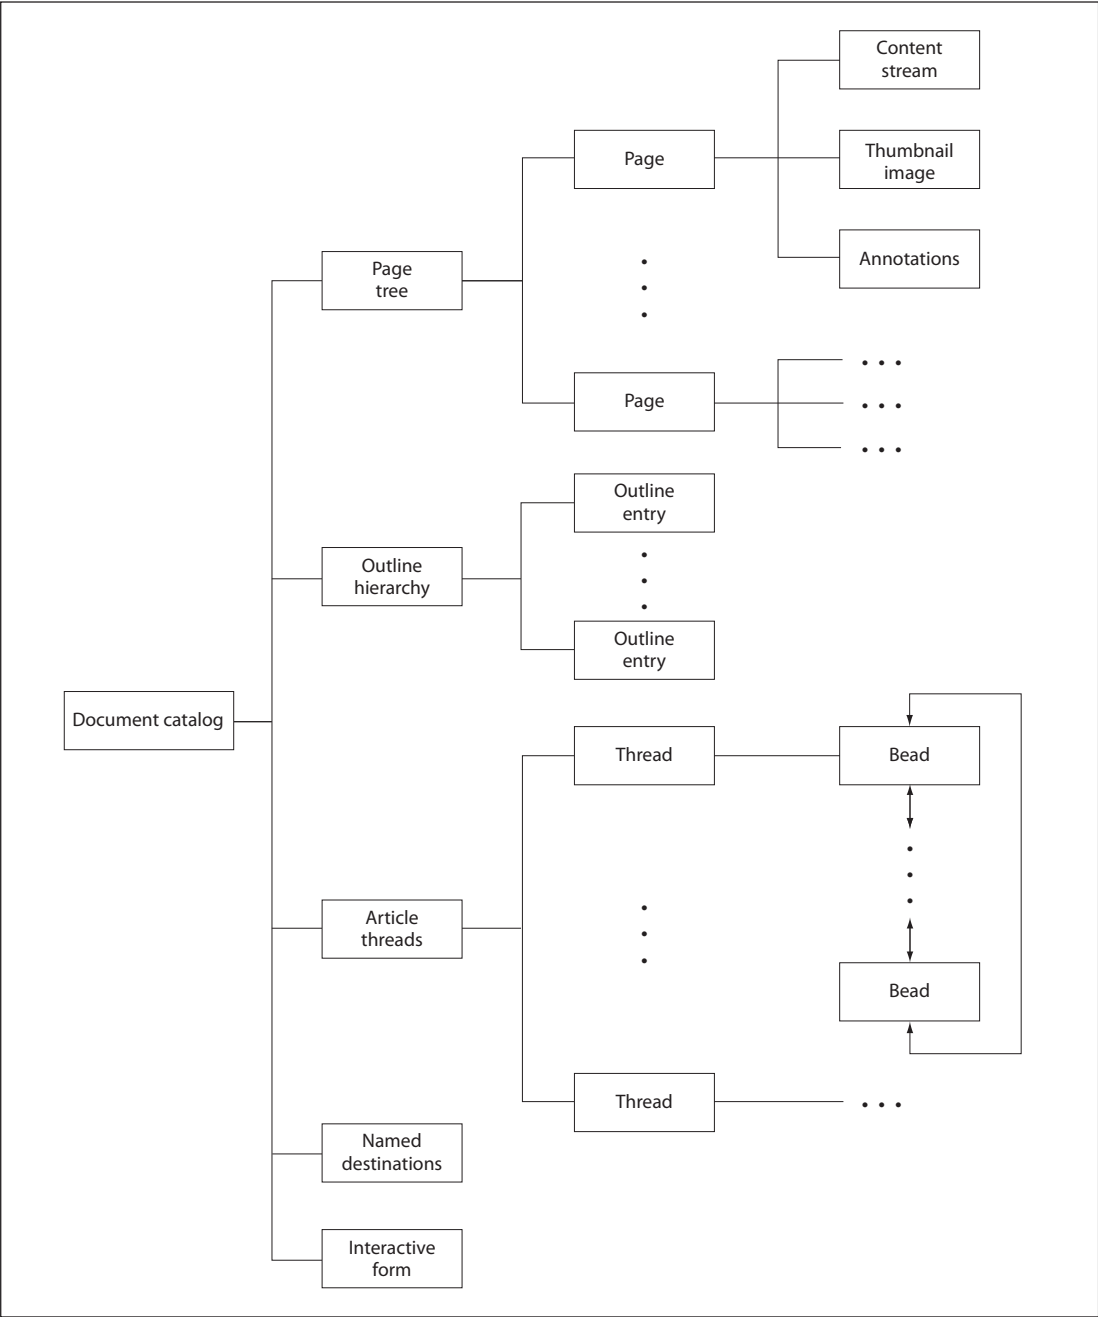 Content
stream
Page
Thumbnail
image
Annotations
Page
tree
Page
Outline
entry
Outline
hierarchy
Outline
entry
Document catalog
Thread
Bead
Article
threads
Bead
Thread
Named
destinations
Interactive
form